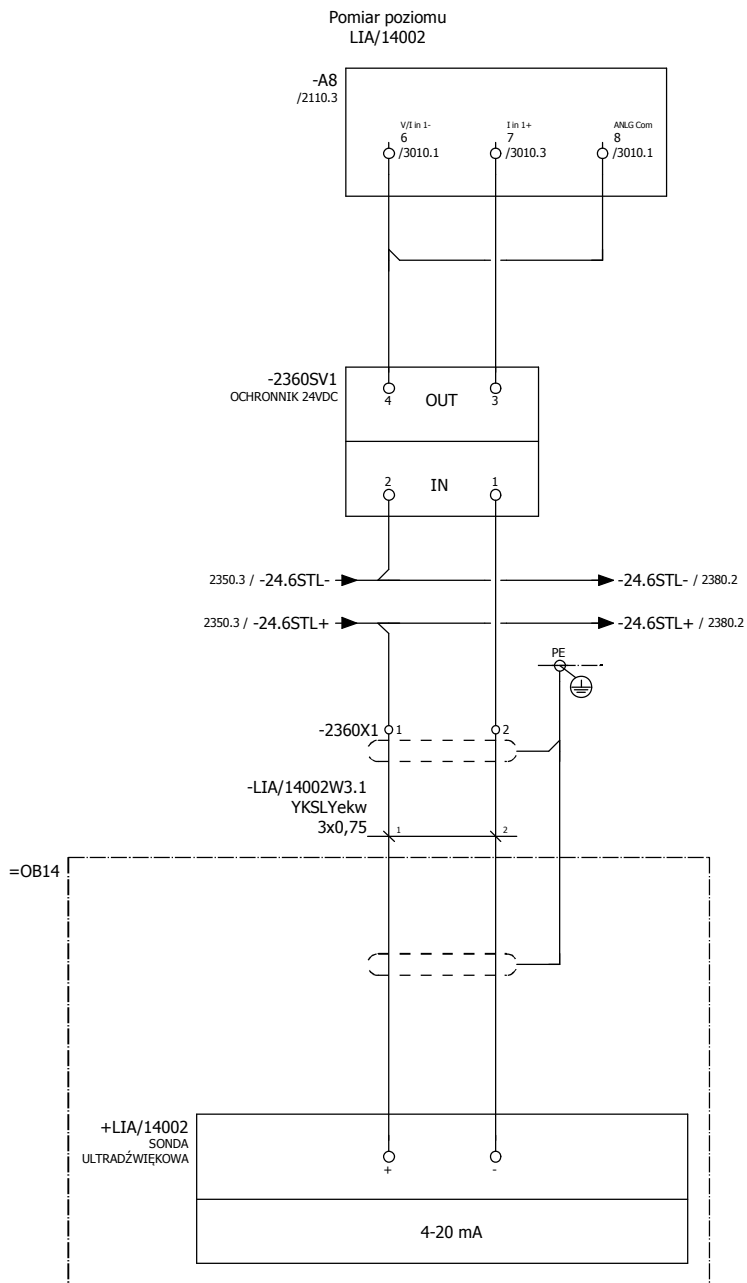 Pomiar poziomu
LIA/14002
-A8
/2110.3
V/I in 1-
6
/3010.1
I in 1+
7
/3010.3
ANLG Com
8
/3010.1
-2360SV1
OCHRONNIK 24VDC
4
OUT
3
2
IN
1
2350.3 / -24.6STL-
-24.6STL- / 2380.2
2350.3 / -24.6STL+
-24.6STL+ / 2380.2
PE
-2360X1
1
2
-LIA/14002W3.1
YKSLYekw
3x0,75
1
2
=OB14
+LIA/14002
SONDA
ULTRADŹWIĘKOWA
+
-
4-20 mA